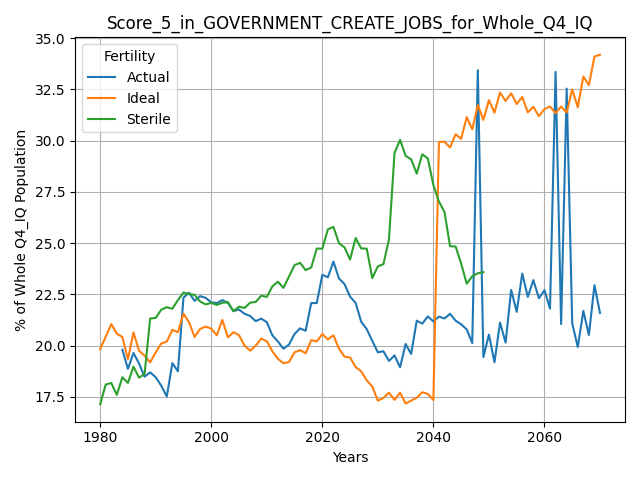 Score_5_in_GOVERNMENT_CREATE_JOBS_for_Whole_Q4_IQ
35.0
32.5
30.0
27.5
25.0
22.5
20.0
17.5
% of Whole Q4_IQ Population
Fertility
Actual
Ideal
Sterile
1980 2000 2020 2040 2060
Years